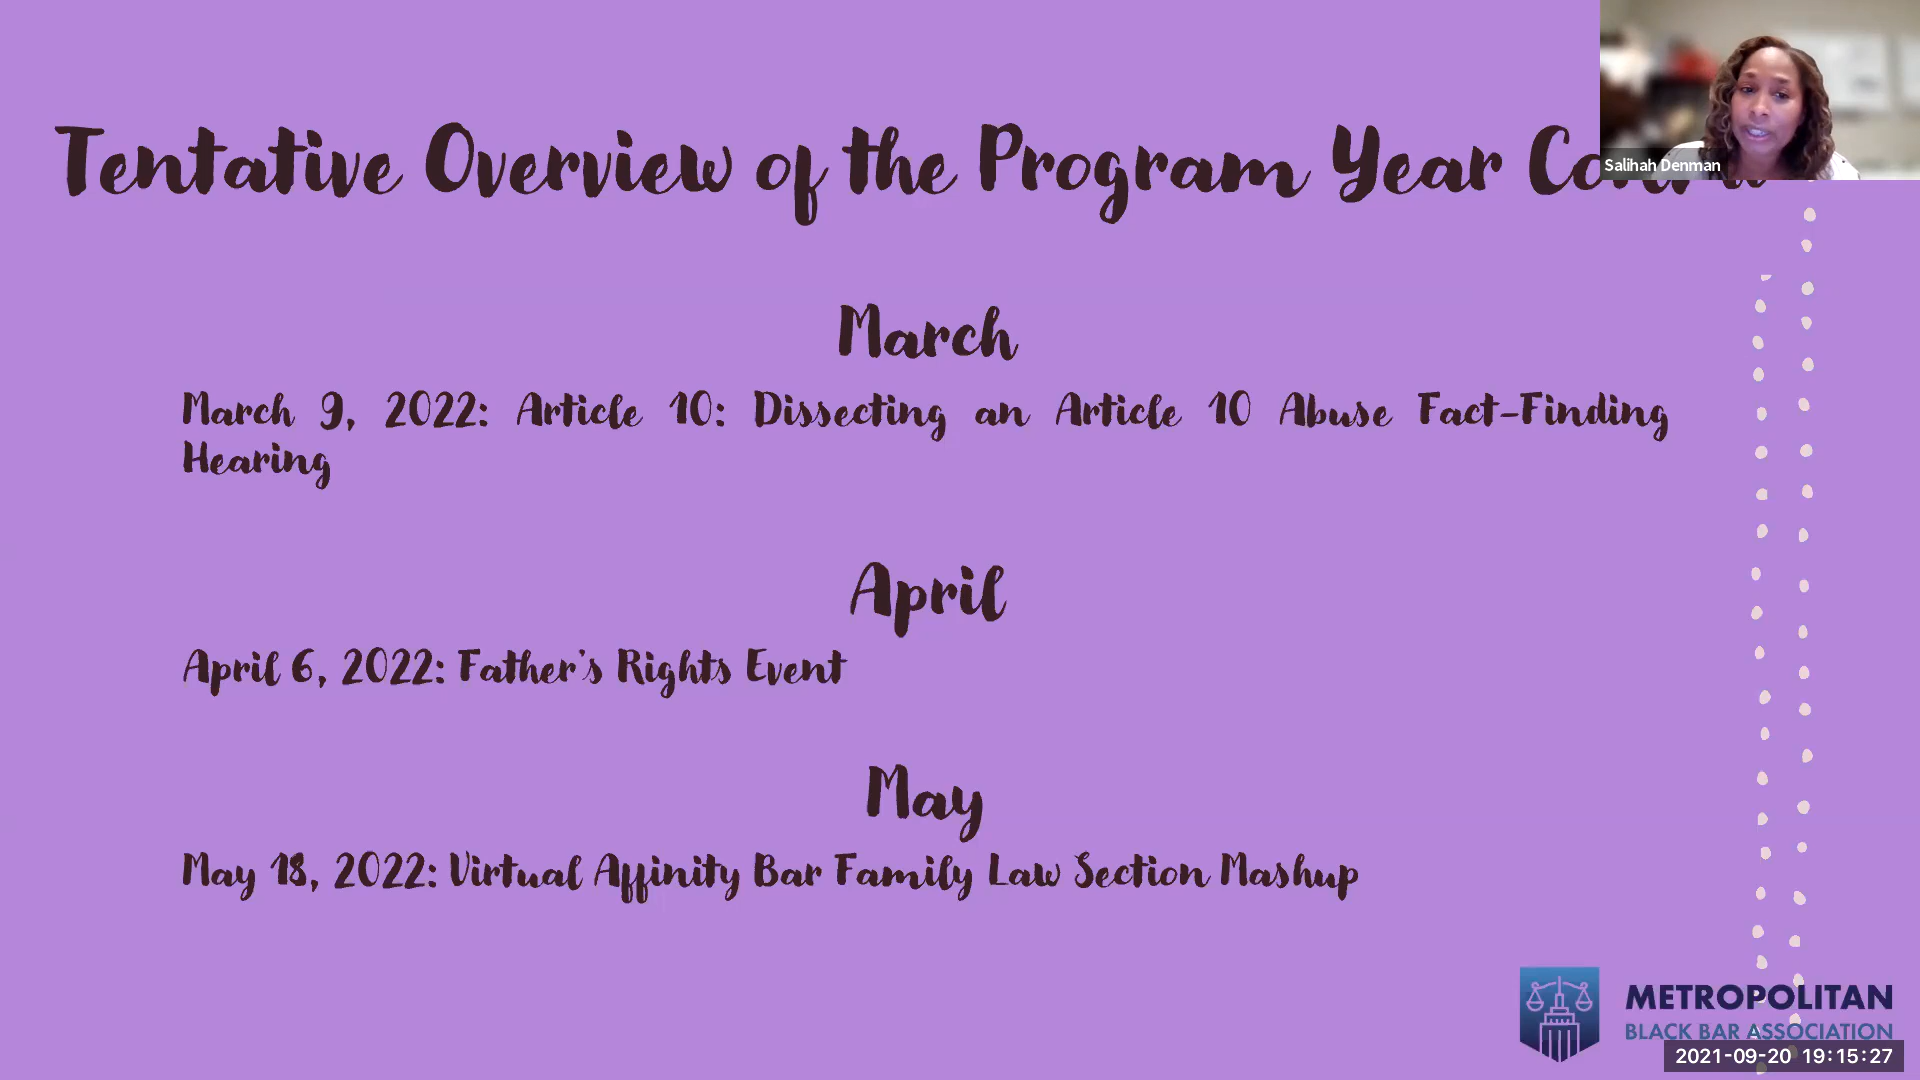 Tentative Overview of the Program Year
Salihah Denman
March
March 9, 2022: Article 10: Dissecting an Article 10 Abuse Fact-Finding
Hearing
April
April 6, 2022: Father's Rights Event
May
May 18, 2022: Virtual Affinity Bar Family Law Section Mashup
METROPOLITAN
BLACK BAR ASSOCIATION
2021-09-20 19:15:27